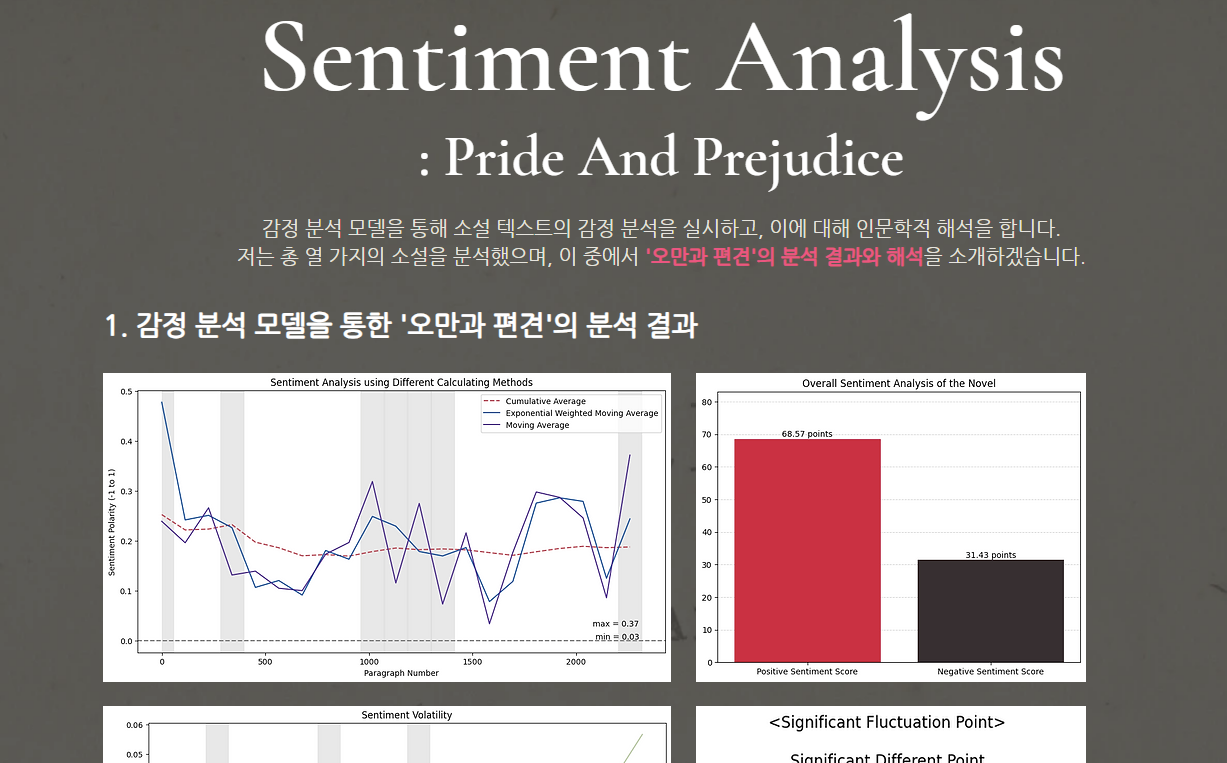 Sentiment Analysis
: Pride And Prejudice
감정 분석 모델을 통해 소설 텍스트의 감정 분석을 실시하고, 이에 대해 인문학적 해석을 합니다.
저는 총 열 가지의 소설을 분석했으며, 이 중에서 '오만과 편견'의 분석 결과와 해석을 소개하겠습니다.
1. 감정 분석 모델을 통한 '오만과 편견'의 분석 결과
Sentiment Analysis using Different Calculating Methods
Cumulative Average
Exponential Weighted Moving Average
Moving Average
Sentiment Polarity (-1 to 1)
0.5
0.4
0.3
0.2
0.1
0.0
max = 0.37
min = 0.03
0 500 1000 1500 2000
Paragraph Number
Overall Sentiment Analysis of the Novel
80
70
60
50
40
30
20
10
0
68.57 points
31.43 points
Positive Sentiment Score Negative Sentiment Score
Sentiment Volatility
0.06
0.05
<Significant Fluctuation Point>
Significant Different Point